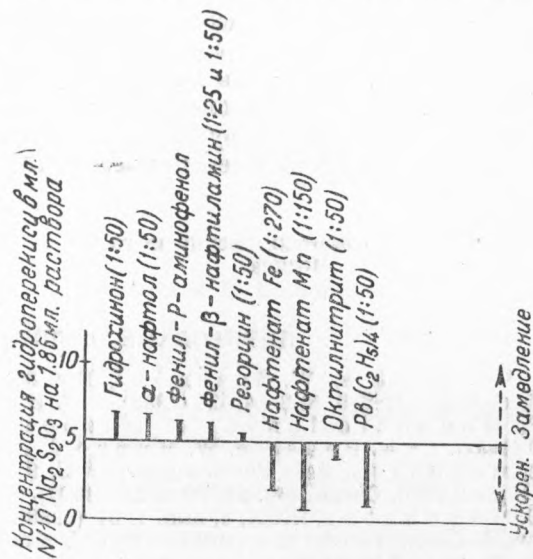 Концентрация гидроперекиси в мл.
N/10 Na2S2O3 на 1,86 мл. раствора
10
5
0
Гидрохинон (1:50)
α-нафтол (1:50)
Фенил-Р-аминофенол
Фенил-β-нафтиламин (1:25 и 1:50)
Резорцин (1:50)
Нафтенат Fe (1:270)
Нафтенат Mn (1:150)
Октилнитрит (1:50)
PB(C2H5)4 (1:50)
Ускорен. Замедление